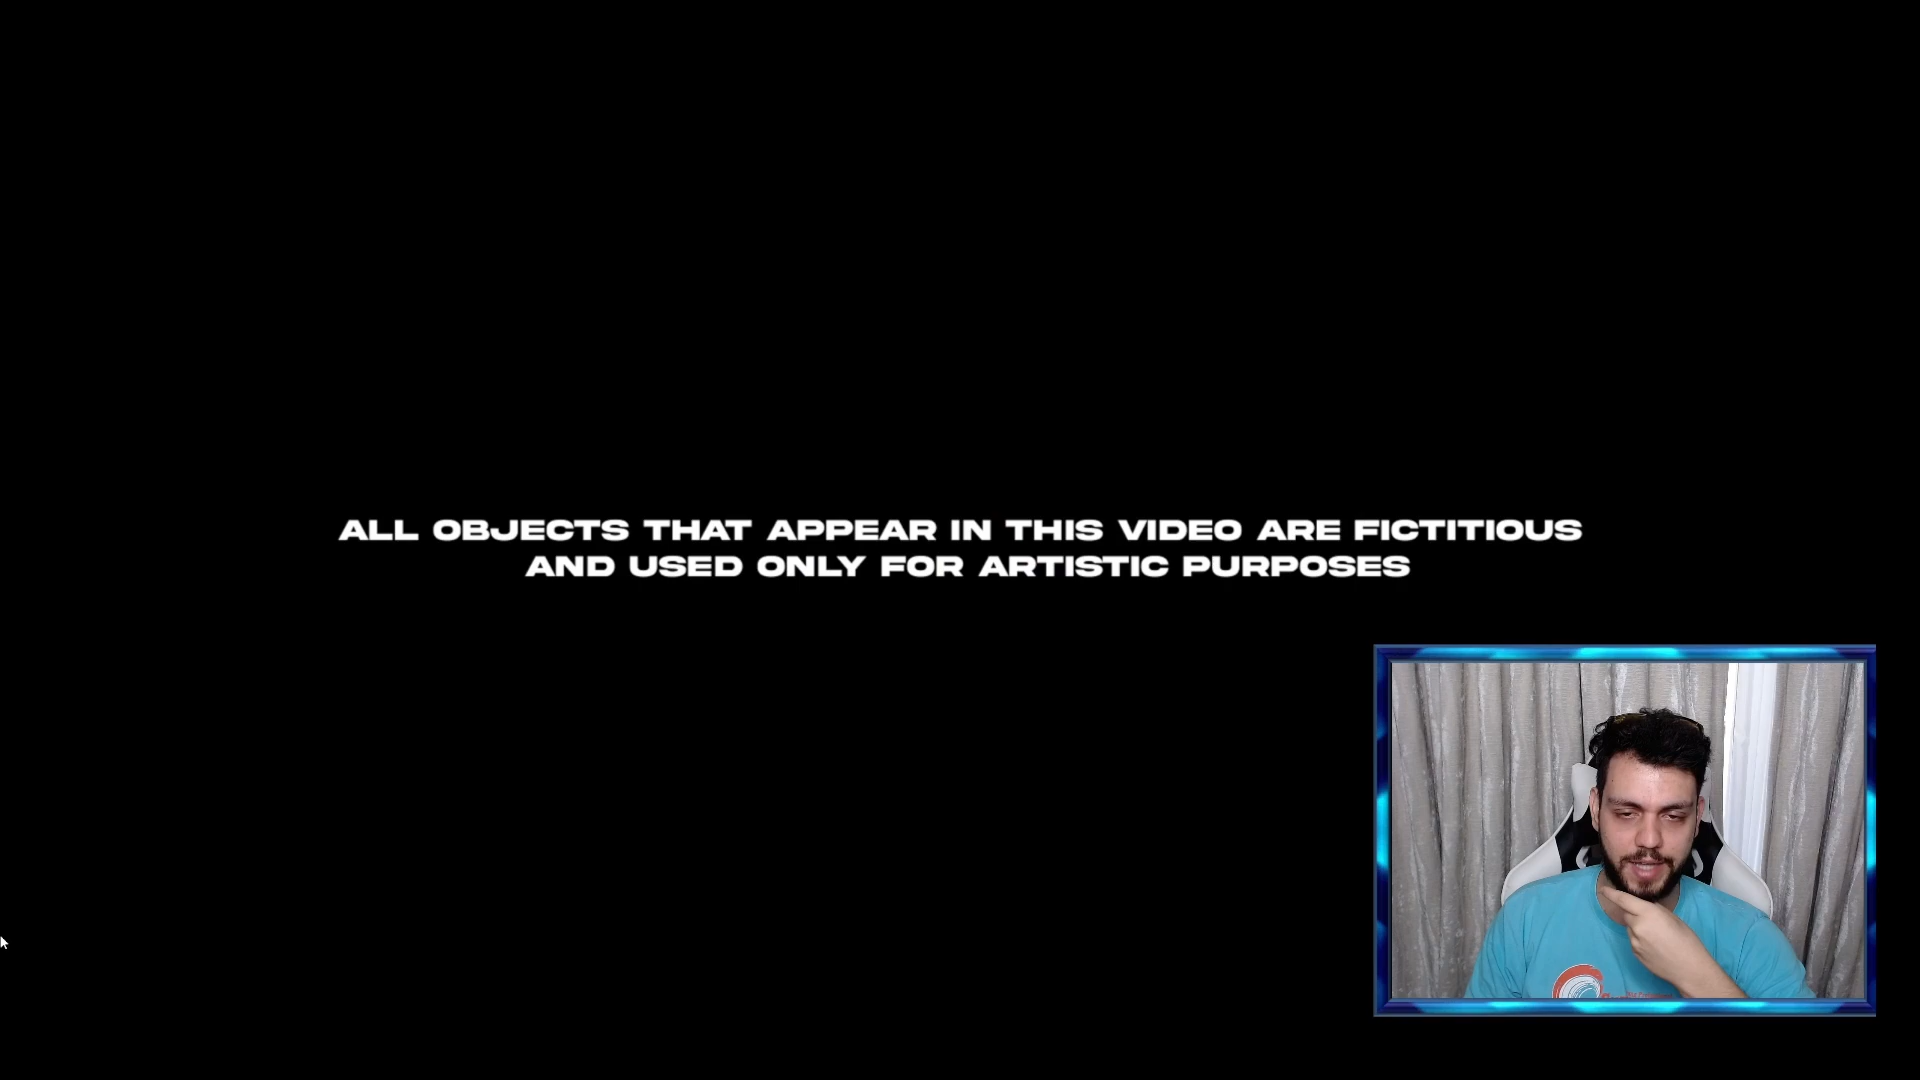 ALL OBJECTS THAT APPEAR IN THIS VIDEO ARE FICTITIOUS
AND USED ONLY FOR ARTISTIC PURPOSES